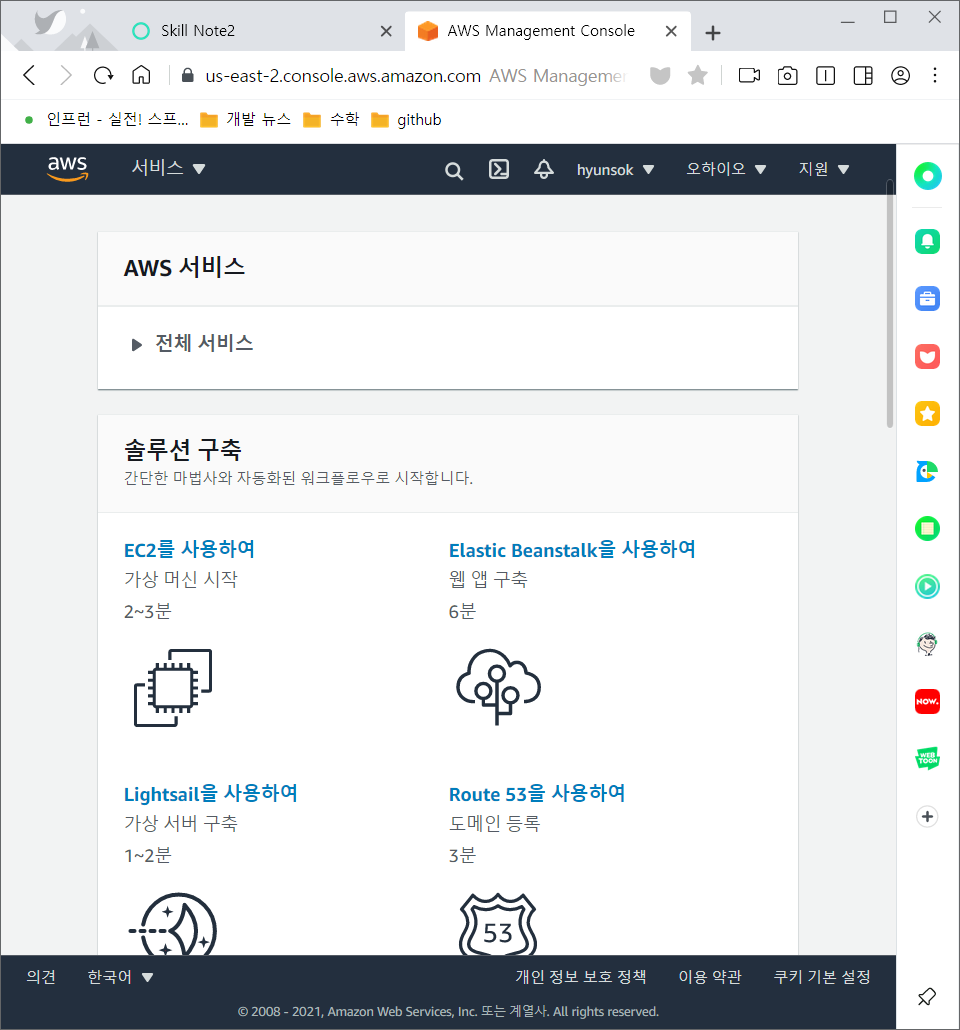 Skill Note2
AWS Management Console
us-east-2.console.aws.amazon.com AWS Managemen
인프런 - 실전! 스프...
개발 뉴스
수학
github
aws
서비스
hyunsok
오하이오
지원
AWS 서비스
전체 서비스
솔루션 구축
간단한 마법사와 자동화된 워크플로우로 시작합니다.
EC2를 사용하여
가상 머신 시작
2~3분
Elastic Beanstalk을 사용하여
웹 앱 구축
6분
Lightsail을 사용하여
가상 서버 구축
1~2분
Route 53을 사용하여
도메인 등록
3분
53
NOW.
WEB
TOON
의견
한국어
개인 정보 보호 정책
이용 약관
쿠키 기본 설정
© 2008 - 2021, Amazon Web Services, Inc. 또는 계열사. All rights reserved.